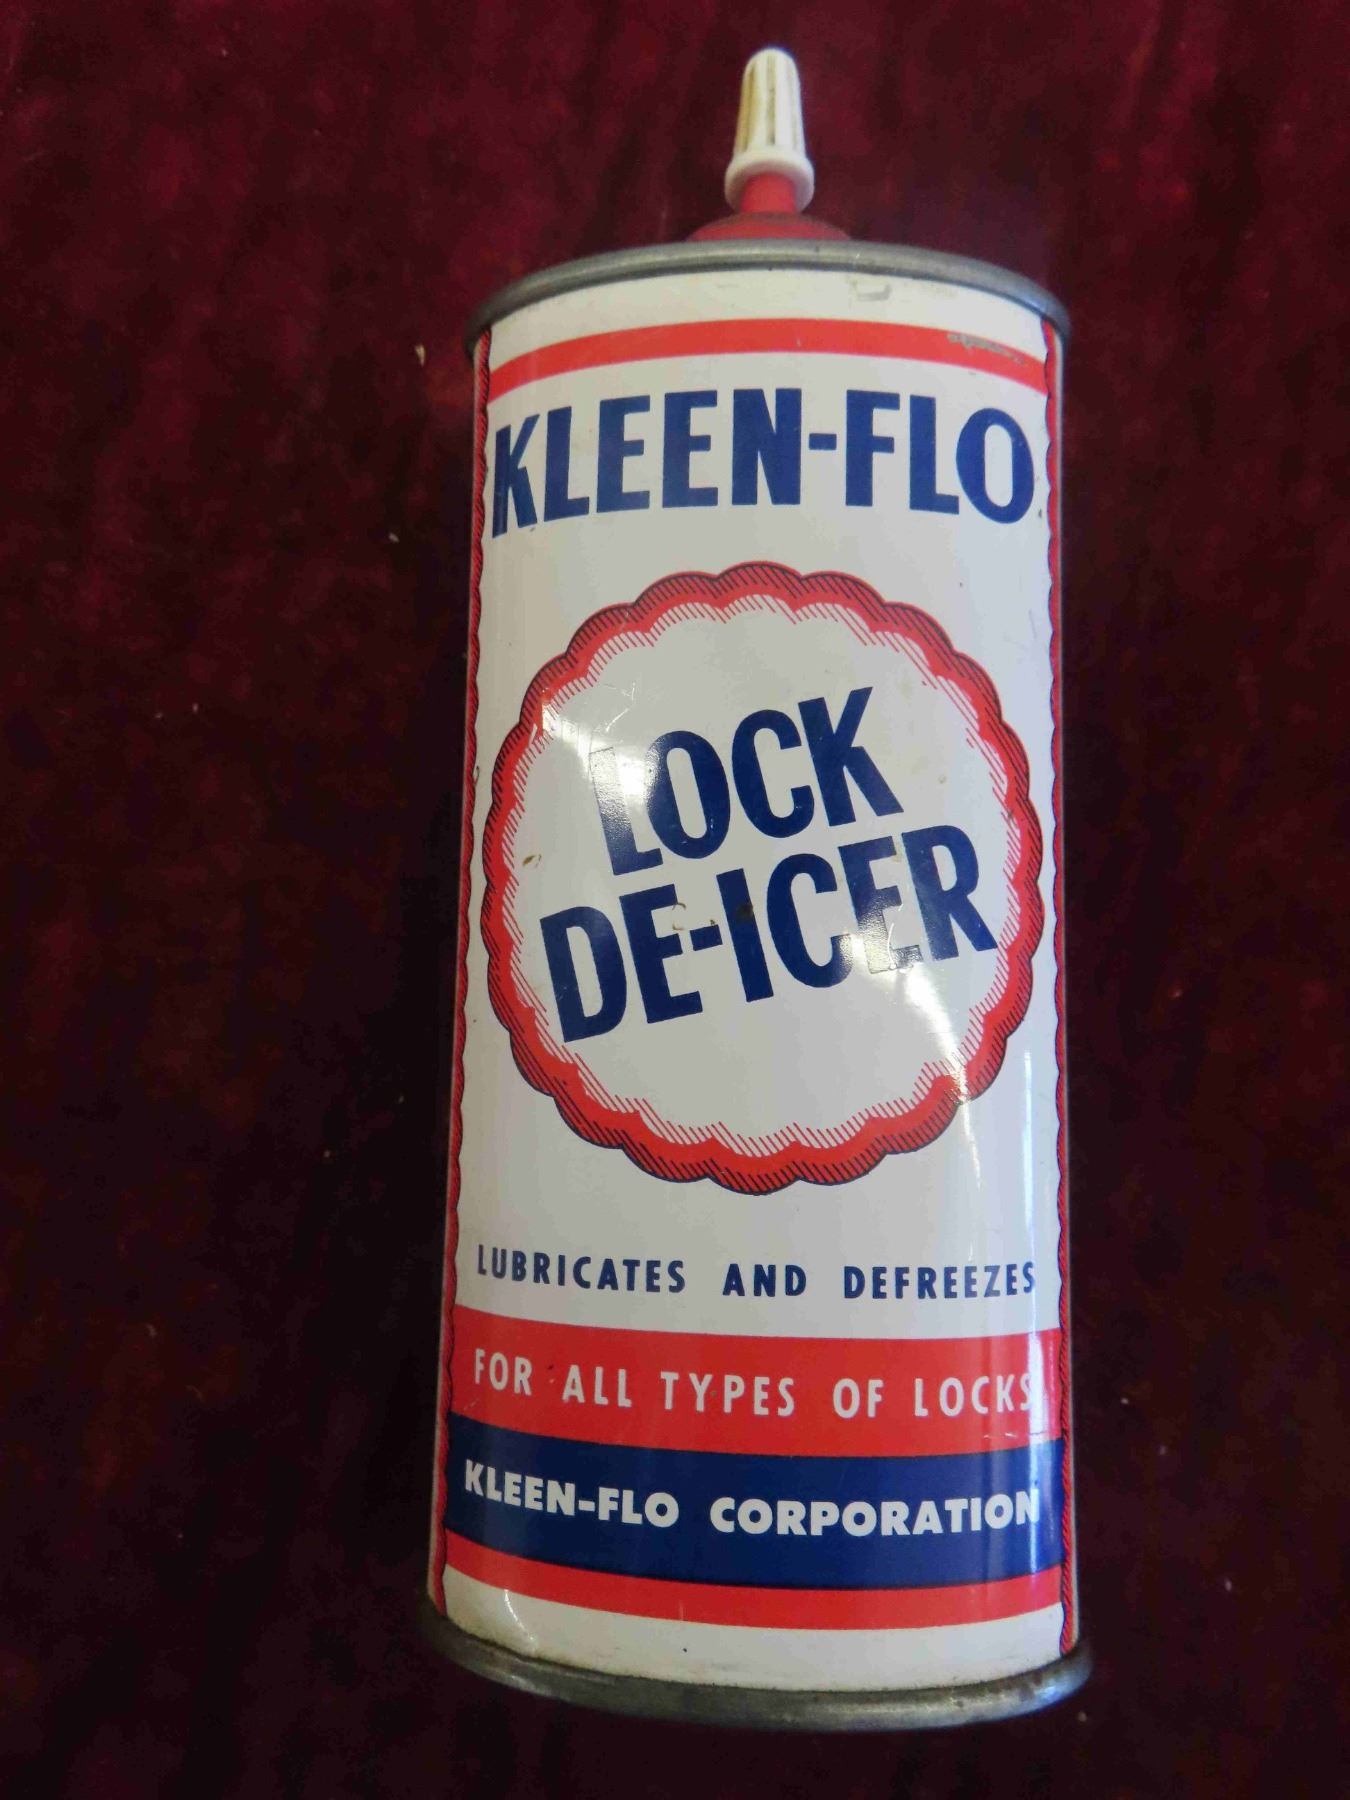 KLEEN-FLO
LOCK
DE-ICER
LUBRICATES AND DEFREEZES
FOR ALL TYPES OF LOCKS
KLEEN-FLO CORPORATION